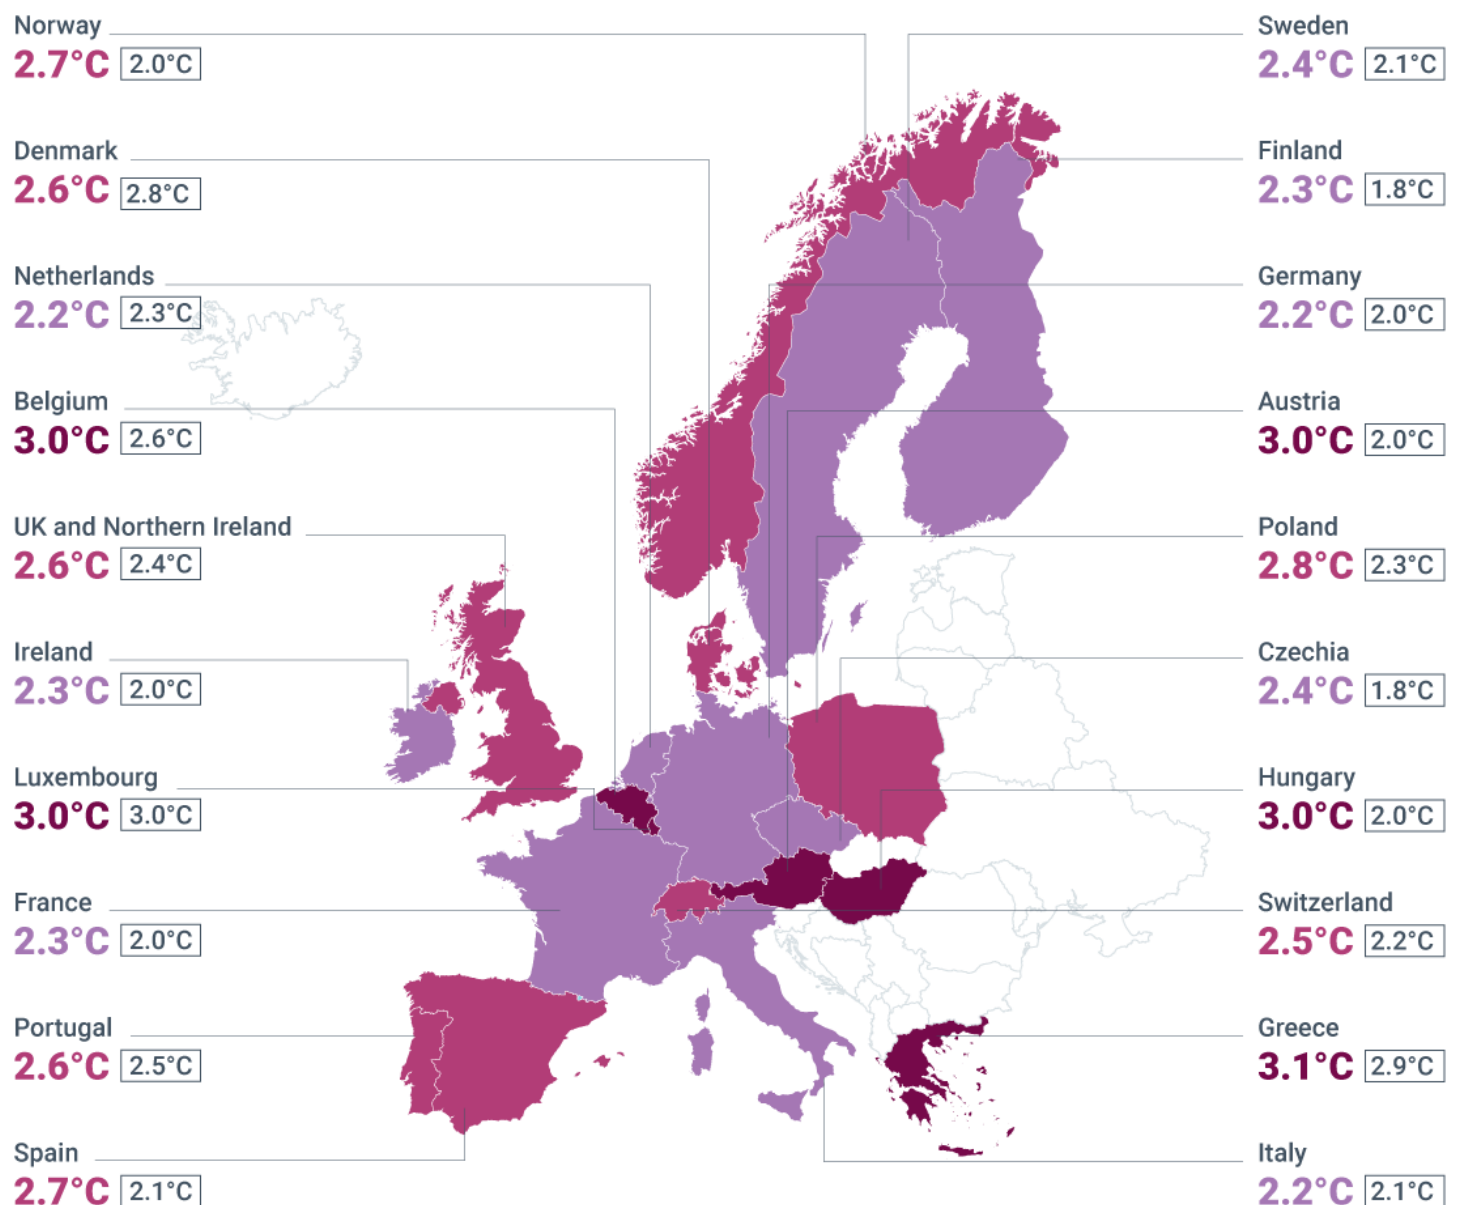 Norway
2.7°C 2.0°C
Denmark
2.6°C 2.8°C
Netherlands
2.2°C 2.3°C
Belgium
3.0°C 2.6°C
UK and Northern Ireland
2.6°C 2.4°C
Ireland
2.3°C 2.0°C
Luxembourg
3.0°C 3.0°C
France
2.3°C 2.0°C
Portugal
2.6°C 2.5°C
Spain
2.7°C 2.1°C
Sweden
2.4°C 2.1°C
Finland
2.3°C 1.8°C
Germany
2.2°C 2.0°C
Austria
3.0°C 2.0°C
Poland
2.8°C 2.3°C
Czechia
2.4°C 1.8°C
Hungary
3.0°C 2.0°C
Switzerland
2.5°C 2.2°C
Greece
3.1°C 2.9°C
Italy
2.2°C 2.1°C